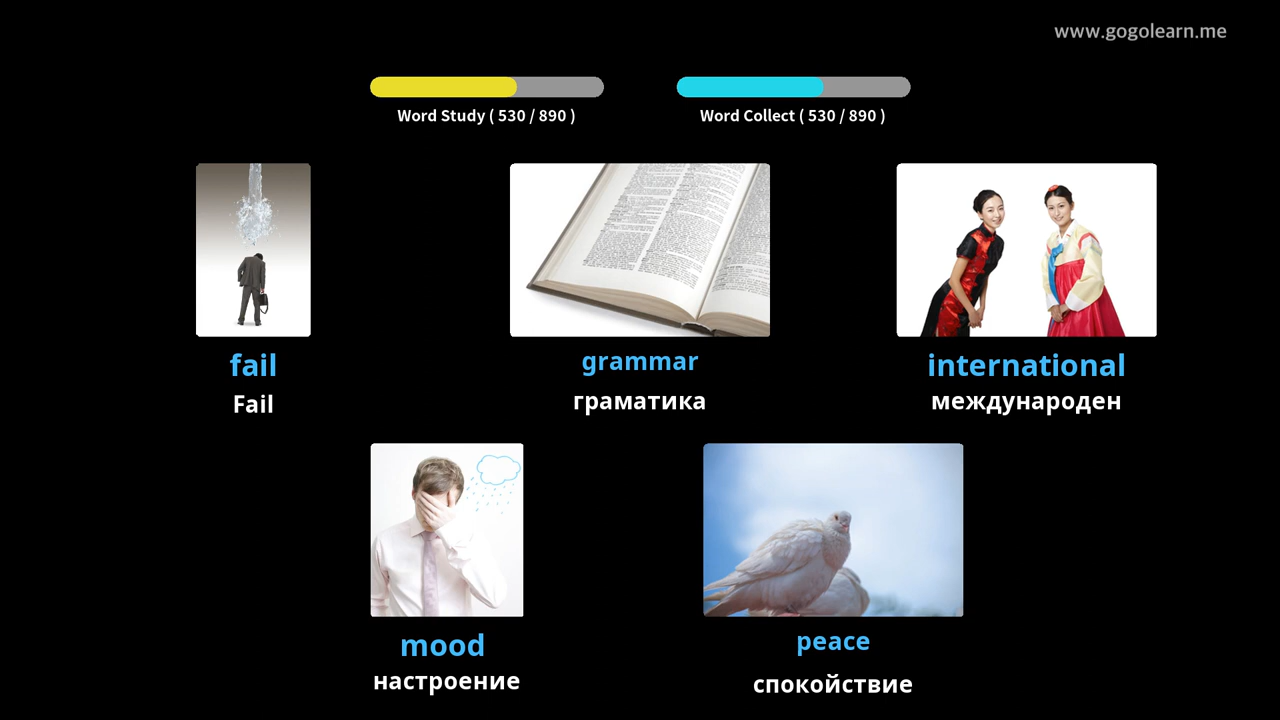 www.gogolearn.me
Word Study ( 530 / 890 )
Word Collect ( 530 / 890 )
fail
Fail
grammar
граматика
international
международен
mood
настроение
peace
спокойствие